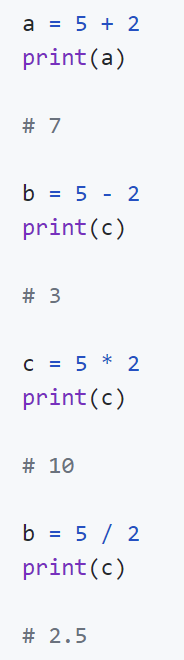 a = 5 + 2
print(a)
# 7
b = 5 - 2
print(c)
# 3
c = 5 * 2
print(c)
# 10
b = 5 / 2
print(c)
# 2.5